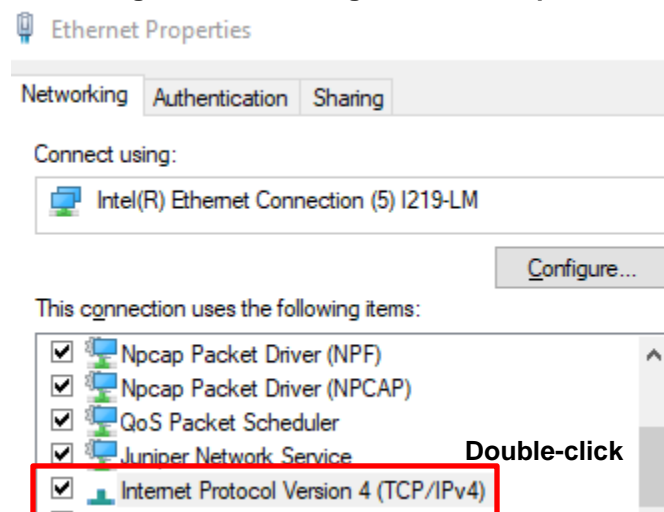 Ethernet Properties
Networking Authentication Sharing
Connect using:
Intel(R) Ethernet Connection (5) I219-LM
Configure...
This connection uses the following items:
Npcap Packet Driver (NPF)
Npcap Packet Driver (NPCAP)
QoS Packet Scheduler
Juniper Network Service
Double-click
Internet Protocol Version 4 (TCP/IPv4)